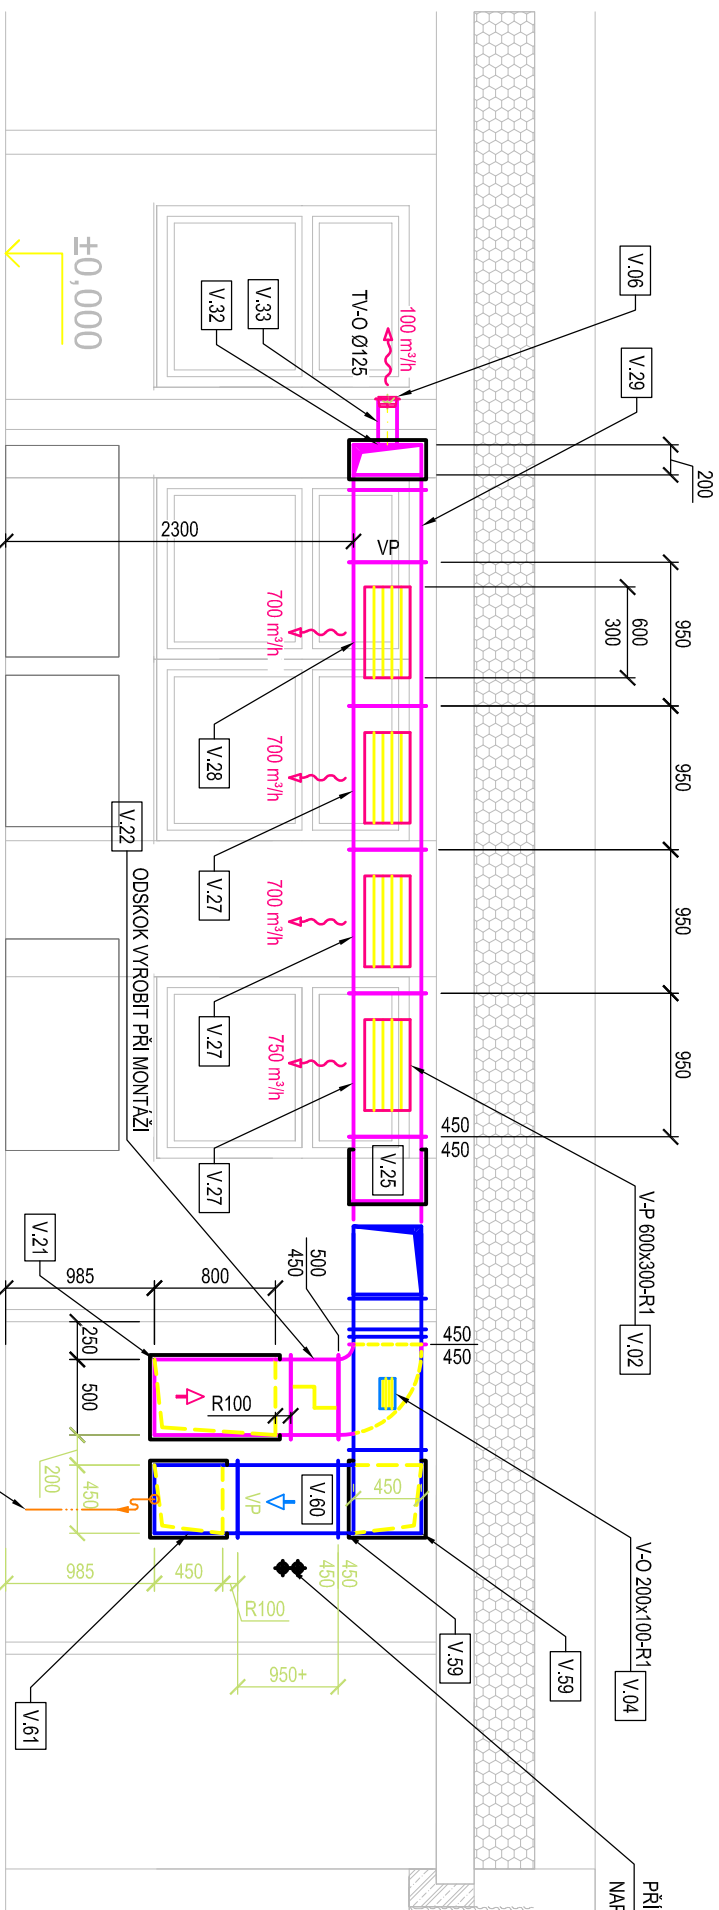 V.06
V.29
200
100 m³/h
TV-O Ø125
V.33
V.32
±0,000
2300
VP
950
950
950
950
600
300
700 m³/h
700 m³/h
700 m³/h
750 m³/h
V.28
V.27
V.27
V.27
V.22
ODSKOK VYROBIT PŘI MONTÁŽI
450
450
V.25
V-P 600x300-R1
V.02
V.21
985
800
500
450
450
450
250
500
R100
V-O 200x100-R1
V.04
450
V.60
VP
200
450
985
450
R100
450
450
950+
V.59
V.59
V.61